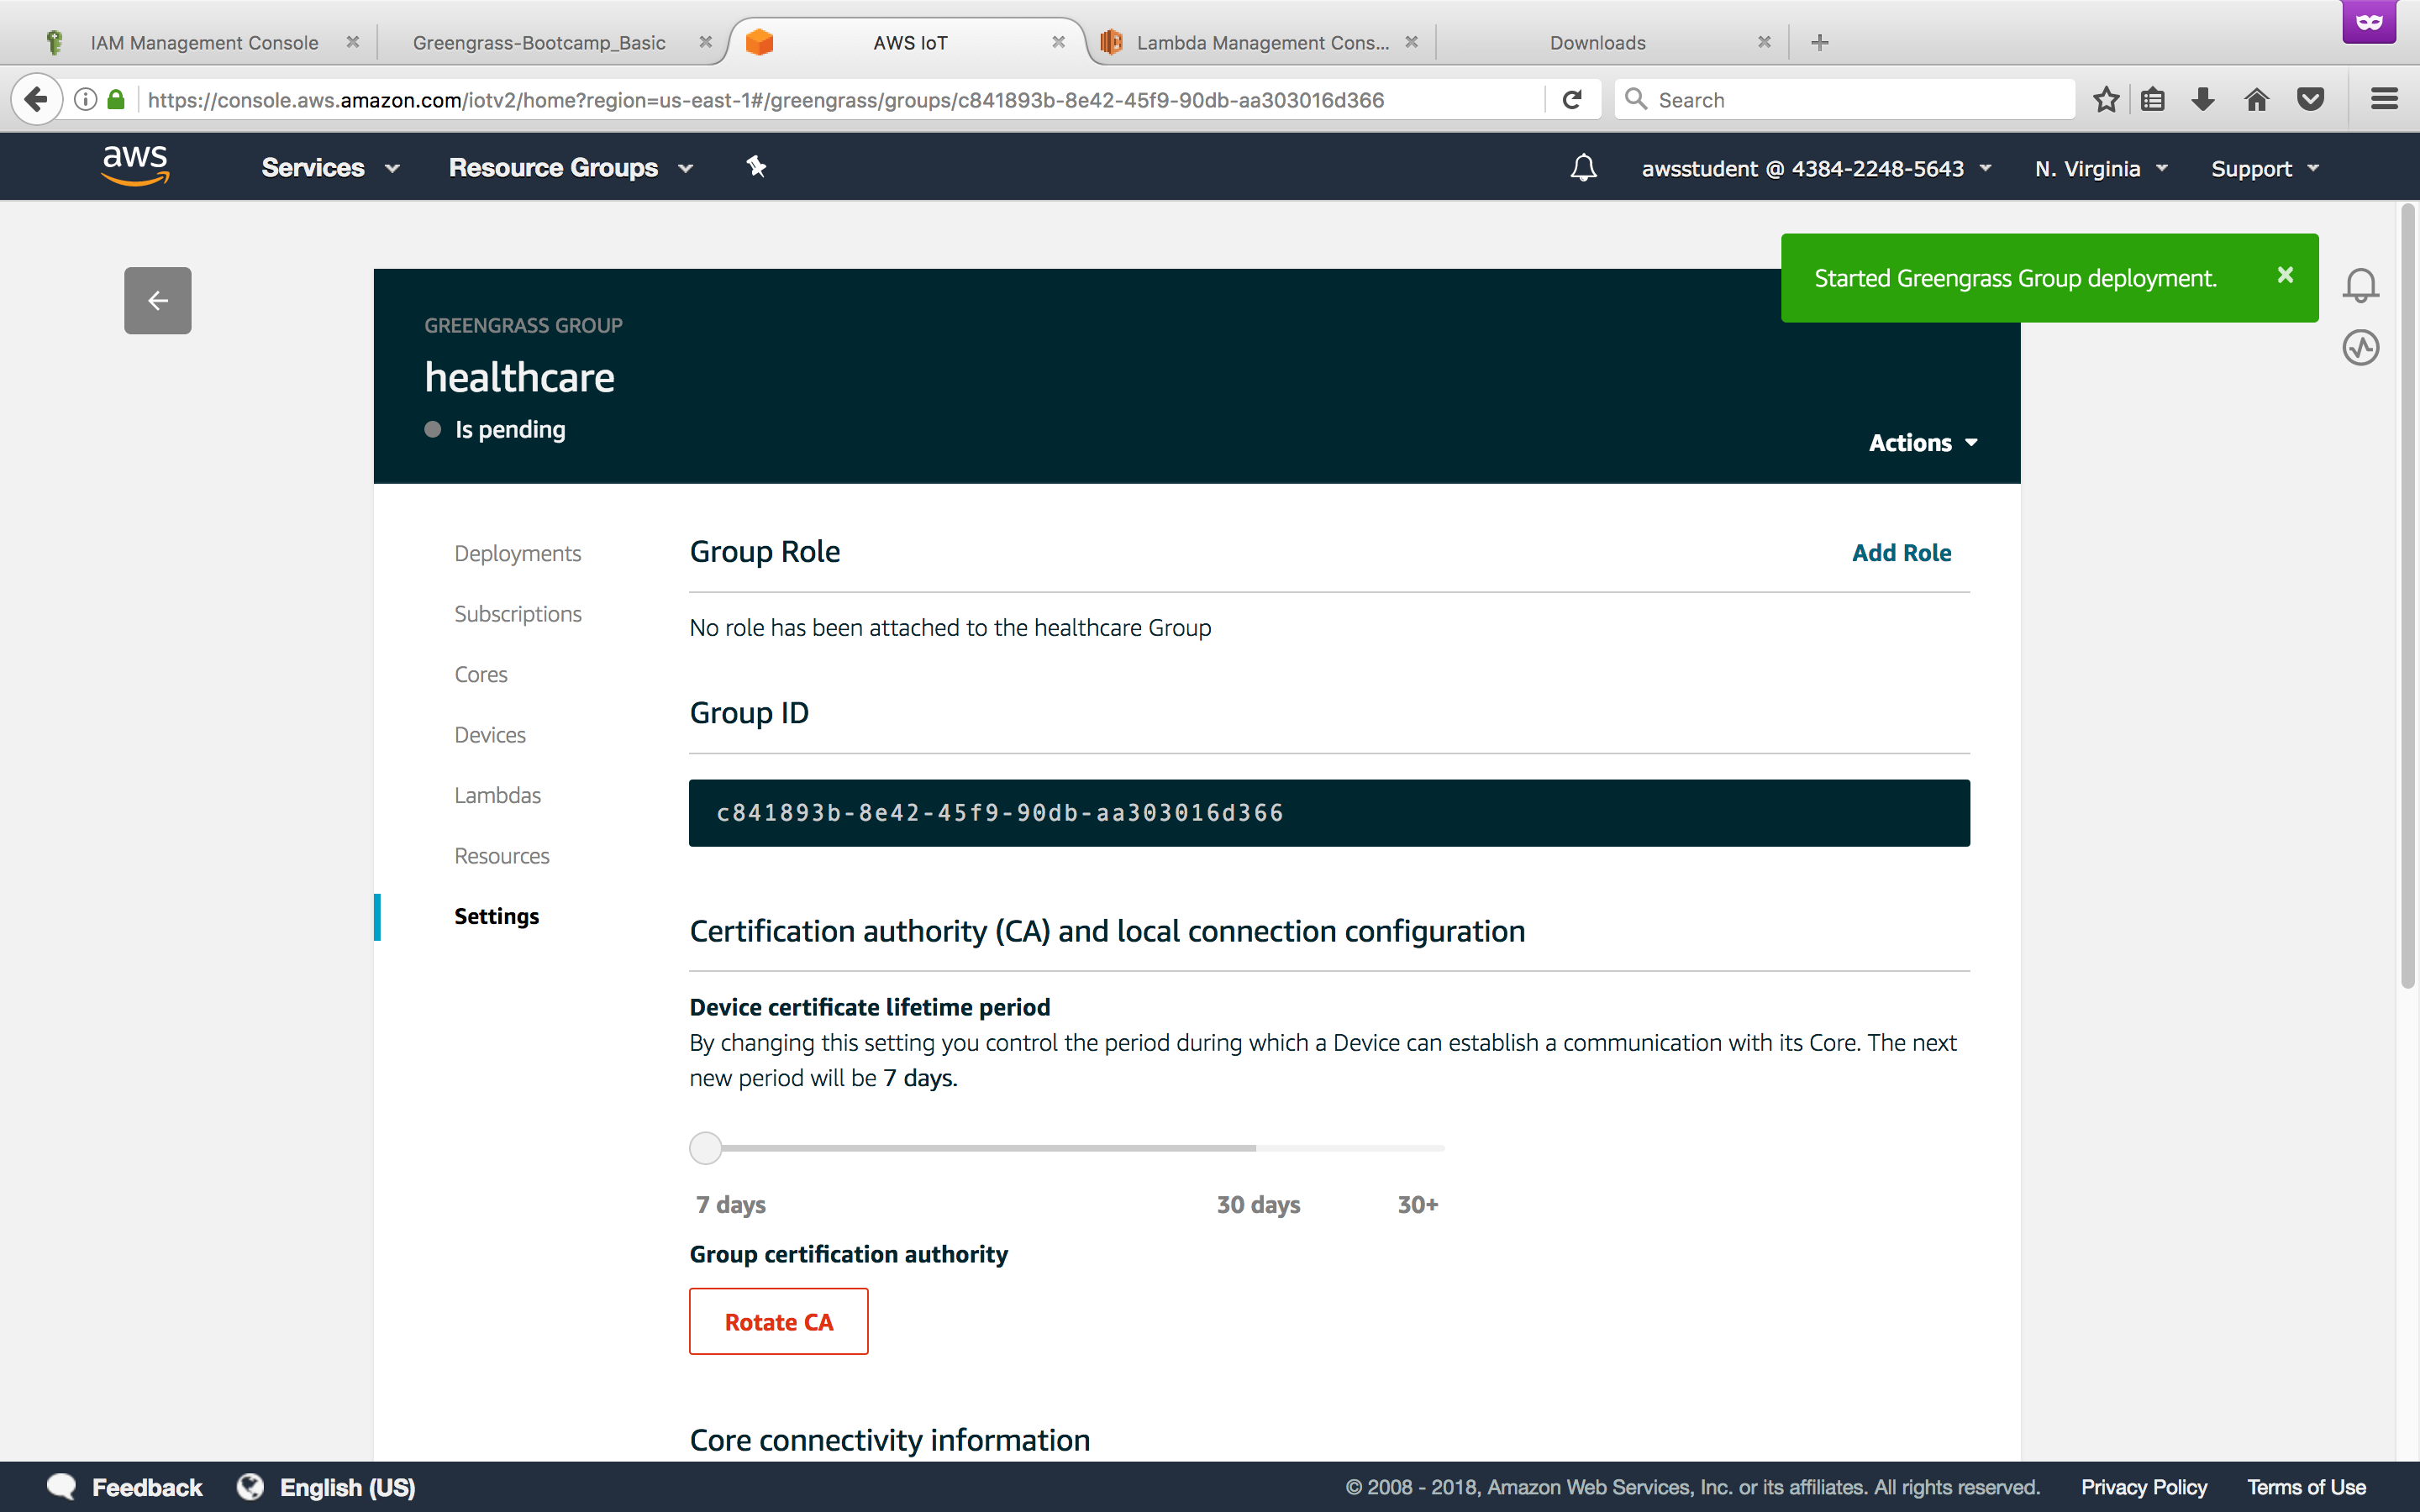 IAM Management Console
Greengrass-Bootcamp_Basic
AWS IoT
Lambda Management Cons...
Downloads
https://console.aws.amazon.com/iotv2/home?region=us-east-1#/greengrass/groups/c841893b-8e42-45f9-90db-aa303016d366
Search
aws
Services
Resource Groups
awsstudent @ 4384-2248-5643
N. Virginia
Support
Started Greengrass Group deployment.
GREENGRASS GROUP
healthcare
Is pending
Actions
Deployments
Subscriptions
Cores
Devices
Lambdas
Resources
Settings
Group Role
Add Role
No role has been attached to the healthcare Group
Group ID
c841893b-8e42-45f9-90db-aa303016d366
Certification authority (CA) and local connection configuration
Device certificate lifetime period
By changing this setting you control the period during which a Device can establish a communication with its Core. The next
new period will be 7 days.
7 days
30 days
30+
Group certification authority
Rotate CA
Core connectivity information
Feedback
English (US)
© 2008 - 2018, Amazon Web Services, Inc. or its affiliates. All rights reserved.
Privacy Policy
Terms of Use